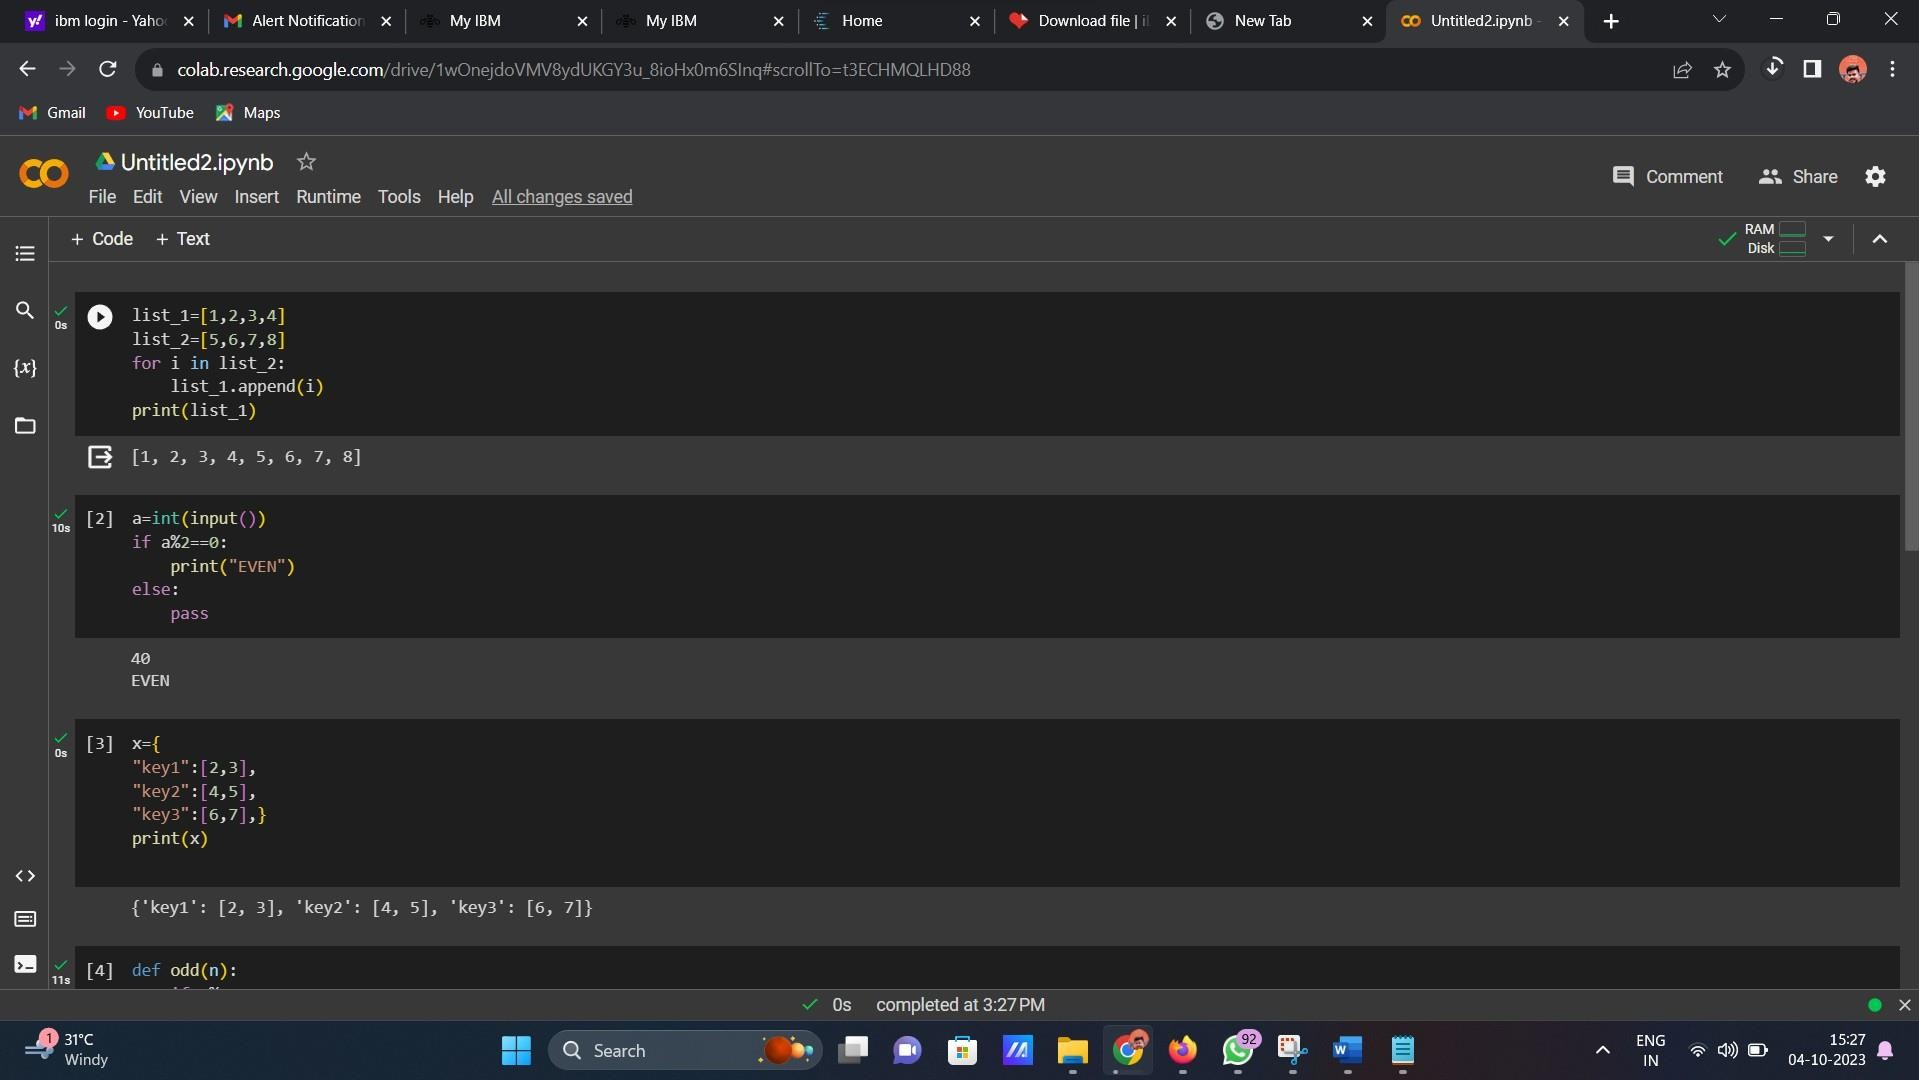 ibm login - Yaho
Alert Notification
My IBM
My IBM
Home
Download file | iL
New Tab
Untitled2.ipynb -
colab.research.google.com/drive/1wOnejdoVMV8ydUKGY3u_8ioHx0m6SInq#scrollTo=t3ECHMQLHD88
Gmail
YouTube
Maps
Untitled2.ipynb
File Edit View Insert Runtime Tools Help All changes saved
Comment
Share
+ Code + Text
RAM
Disk
0s
list_1=[1,2,3,4]
list_2=[5,6,7,8]
for i in list_2:
    list_1.append(i)
print(list_1)
[1, 2, 3, 4, 5, 6, 7, 8]
10s
[2] a=int(input())
if a%2==0:
    print("EVEN")
else:
    pass
40
EVEN
0s
[3] x={
"key1":[2,3],
"key2":[4,5],
"key3":[6,7],}
print(x)
{'key1': [2, 3], 'key2': [4, 5], 'key3': [6, 7]}
11s
[4] def odd(n):
0s completed at 3:27 PM
1
31°C
Windy
Search
92
ENG
IN
15:27
04-10-2023